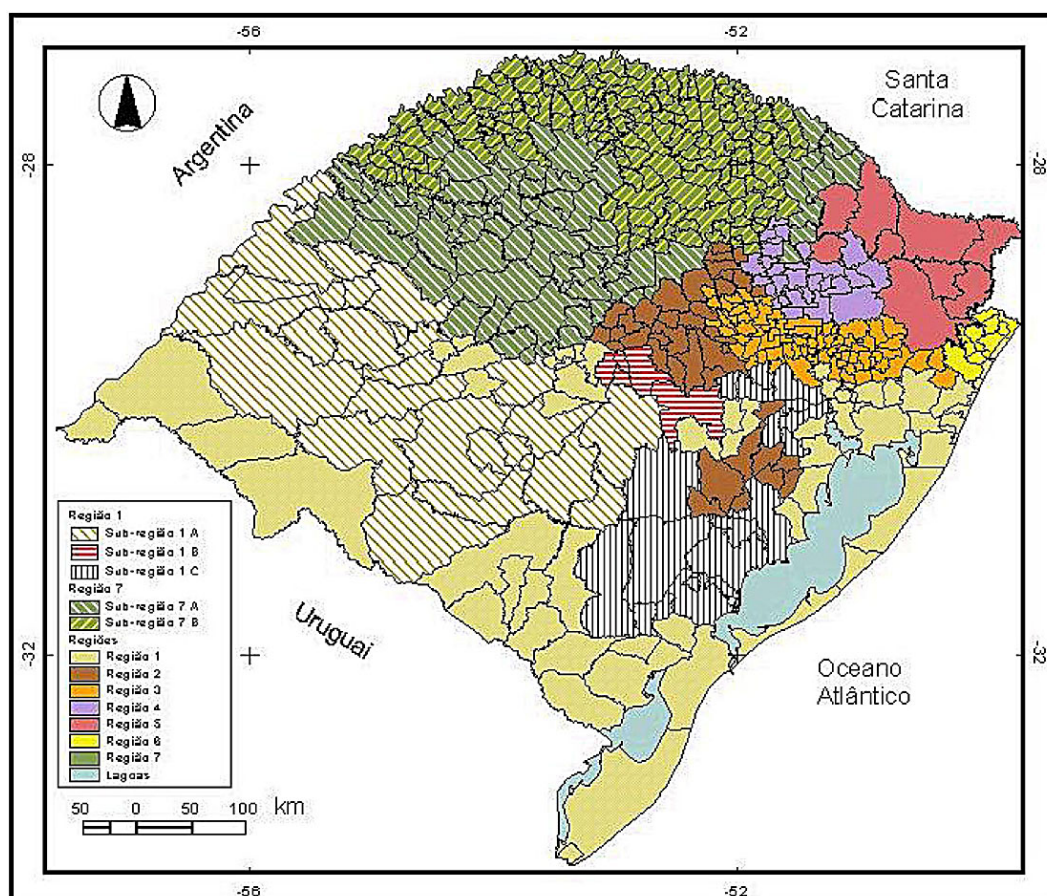 -56
-52
Santa
Catarina
Argentina
-28
-28
Região 1
Sub-região 1 A
Sub-região 1 B
Sub-região 1 C
Região 7
Sub-região 7 A
Sub-região 7 B
Regiões
Região 1
Região 2
Região 3
Região 4
Região 5
Região 6
Região 7
Lagoas
Uruguai
-32
-32
Oceano
Atlântico
50 0 50 100 km
-56
-52